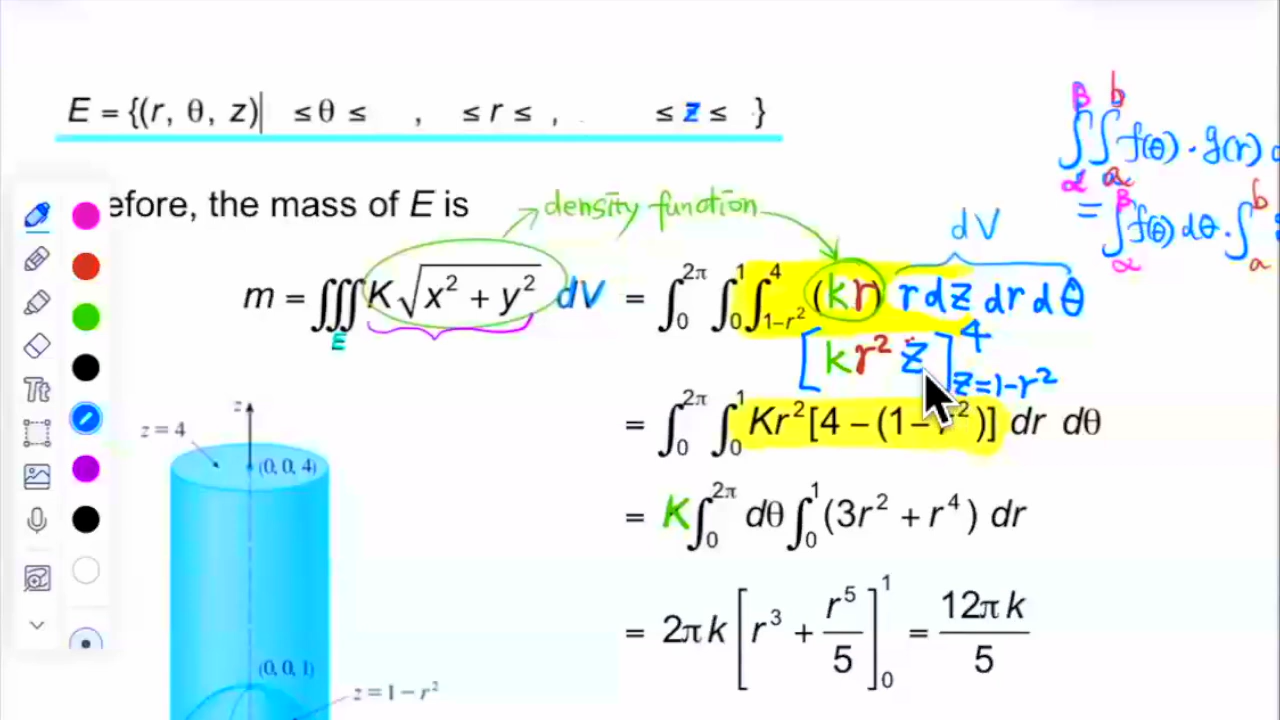 E = {(r, θ, z)| ≤ θ ≤ , ≤ r ≤ , ≤ z ≤ }
efore, the mass of E is
density function
dV
m = ∭_E K√(x² + y²) dV = ∫_0^{2π} ∫_0^1 ∫_{1−r²}^4 (kr) r dz dr dθ
[kr² z]_{z=1−r²}^4
= ∫_0^{2π} ∫_0^1 Kr²[4 − (1 − r²)] dr dθ
= K∫_0^{2π} dθ ∫_0^1 (3r² + r⁴) dr
= 2πk [r³ + r⁵/5]_0^1 = 12πk/5
∫_α^β ∫_a^b f(θ) · g(r) d
= ∫_α^β f(θ) dθ · ∫_a^b
Tt
z
z = 4
(0, 0, 4)
(0, 0, 1)
z = 1 − r²